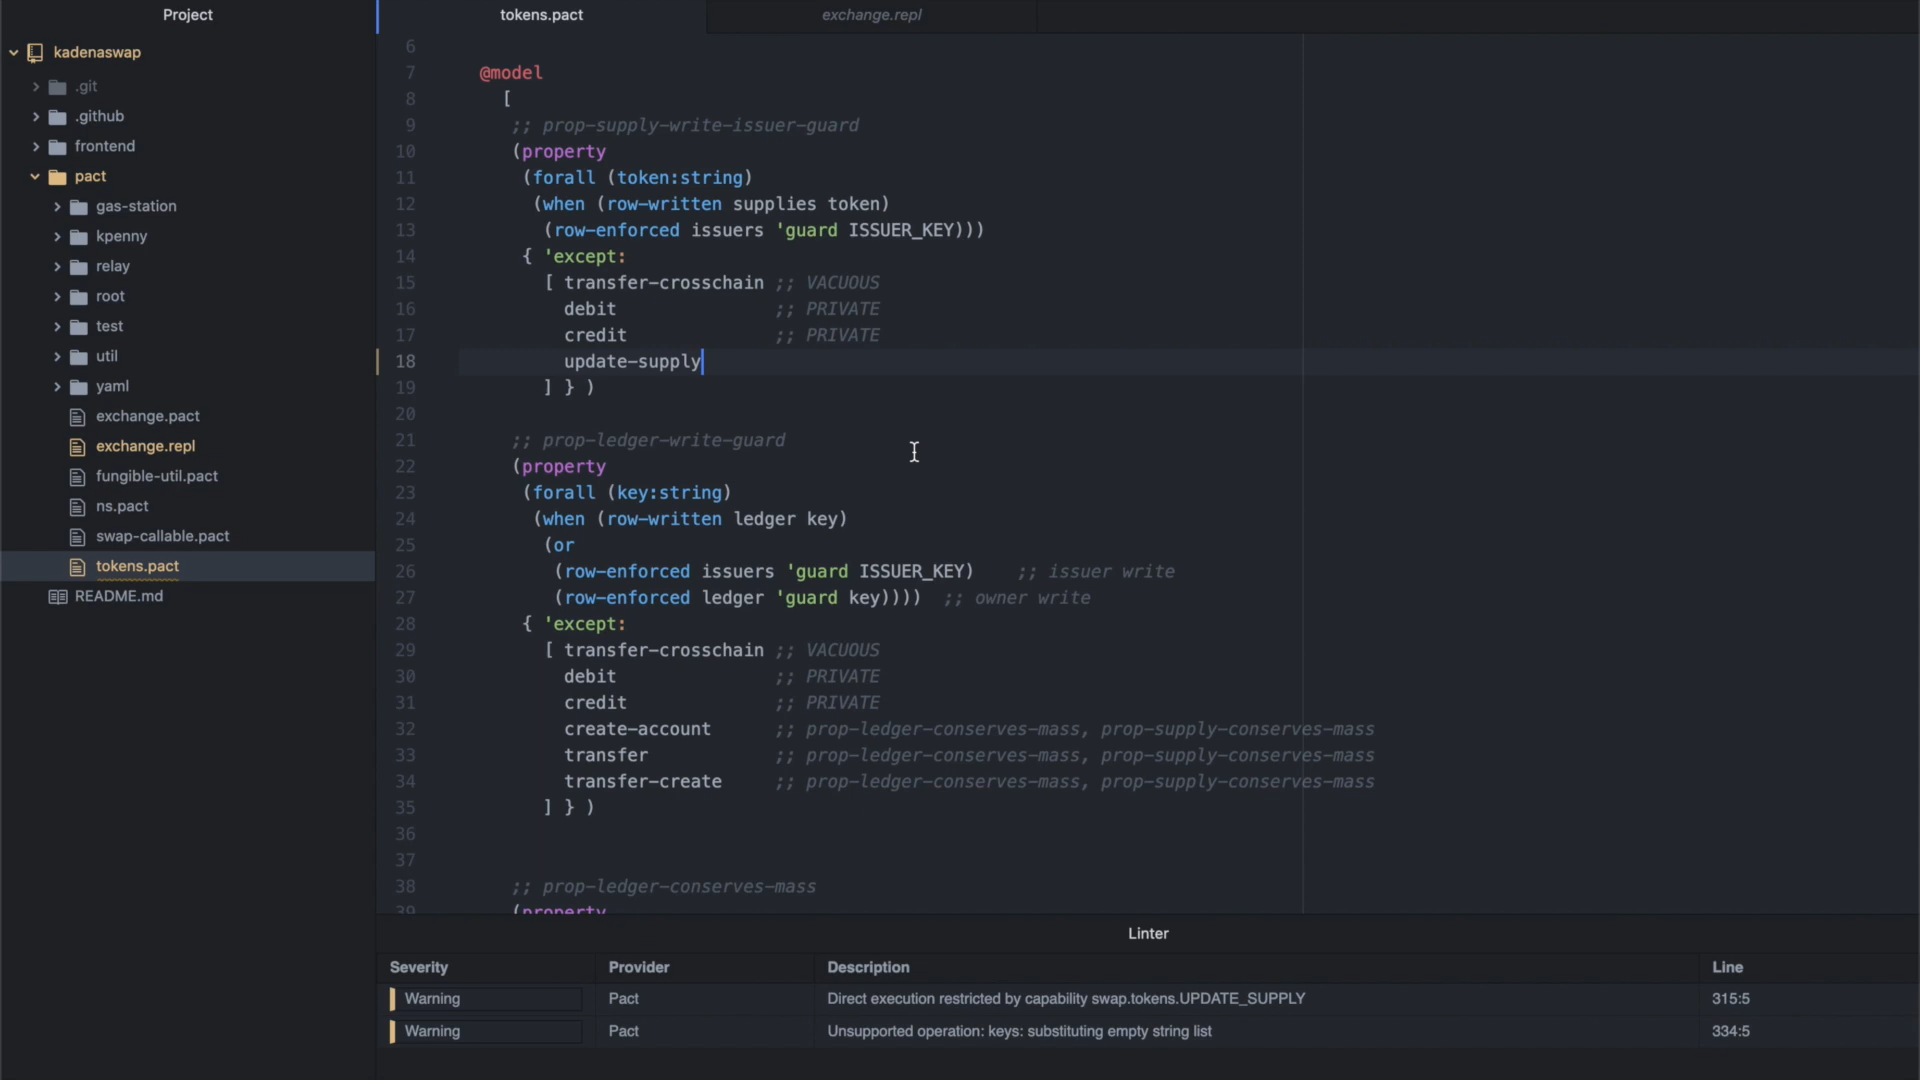 Project
tokens.pact
exchange.repl
kadenaswap
.git
.github
frontend
pact
gas-station
kpenny
relay
root
test
util
yaml
exchange.pact
exchange.repl
fungible-util.pact
ns.pact
swap-callable.pact
tokens.pact
README.md
6
7 @model
8 [
9 ;; prop-supply-write-issuer-guard
10 (property
11 (forall (token:string)
12 (when (row-written supplies token)
13 (row-enforced issuers 'guard ISSUER_KEY)))
14 { 'except:
15 [ transfer-crosschain ;; VACUOUS
16 debit ;; PRIVATE
17 credit ;; PRIVATE
18 update-supply
19 ] } )
20
21 ;; prop-ledger-write-guard
22 (property
23 (forall (key:string)
24 (when (row-written ledger key)
25 (or
26 (row-enforced issuers 'guard ISSUER_KEY) ;; issuer write
27 (row-enforced ledger 'guard key)))) ;; owner write
28 { 'except:
29 [ transfer-crosschain ;; VACUOUS
30 debit ;; PRIVATE
31 credit ;; PRIVATE
32 create-account ;; prop-ledger-conserves-mass, prop-supply-conserves-mass
33 transfer ;; prop-ledger-conserves-mass, prop-supply-conserves-mass
34 transfer-create ;; prop-ledger-conserves-mass, prop-supply-conserves-mass
35 ] } )
36
37
38 ;; prop-ledger-conserves-mass
39 (property
Linter
Severity Provider Description Line
Warning Pact Direct execution restricted by capability swap.tokens.UPDATE_SUPPLY 315:5
Warning Pact Unsupported operation: keys: substituting empty string list 334:5